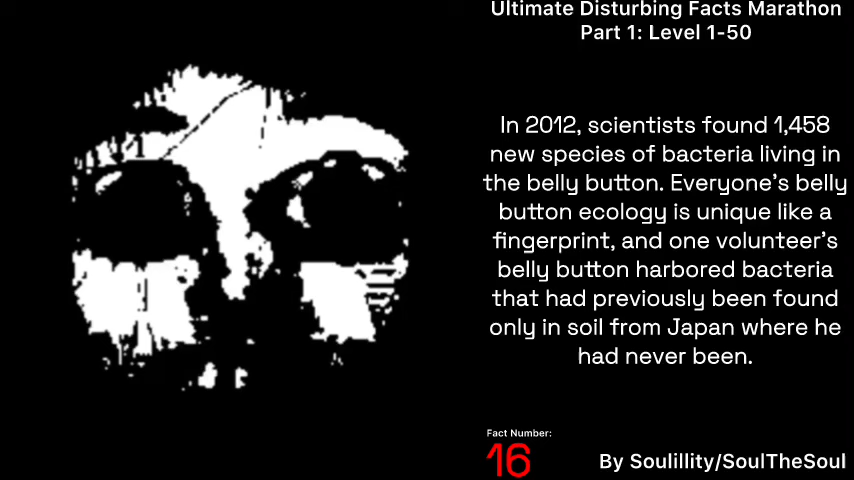 Ultimate Disturbing Facts Marathon
Part 1: Level 1-50
In 2012, scientists found 1,458
new species of bacteria living in
the belly button. Everyone's belly
button ecology is unique like a
fingerprint, and one volunteer's
belly button harbored bacteria
that had previously been found
only in soil from Japan where he
had never been.
Fact Number:
16
By Soulillity/SoulTheSoul